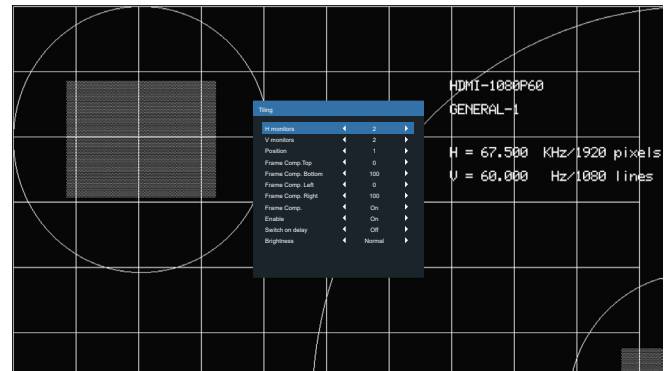 HDMI-1080P60
GENERAL-1
H = 67.500 KHz/1920 pixels
V = 60.000 Hz/1080 lines
Tiling
H monitors 2
V monitors 2
Position 1
Frame Comp.Top 0
Frame Comp. Bottom 100
Frame Comp. Left 0
Frame Comp. Right 100
Frame Comp. On
Enable On
Switch on delay Off
Brightness Normal